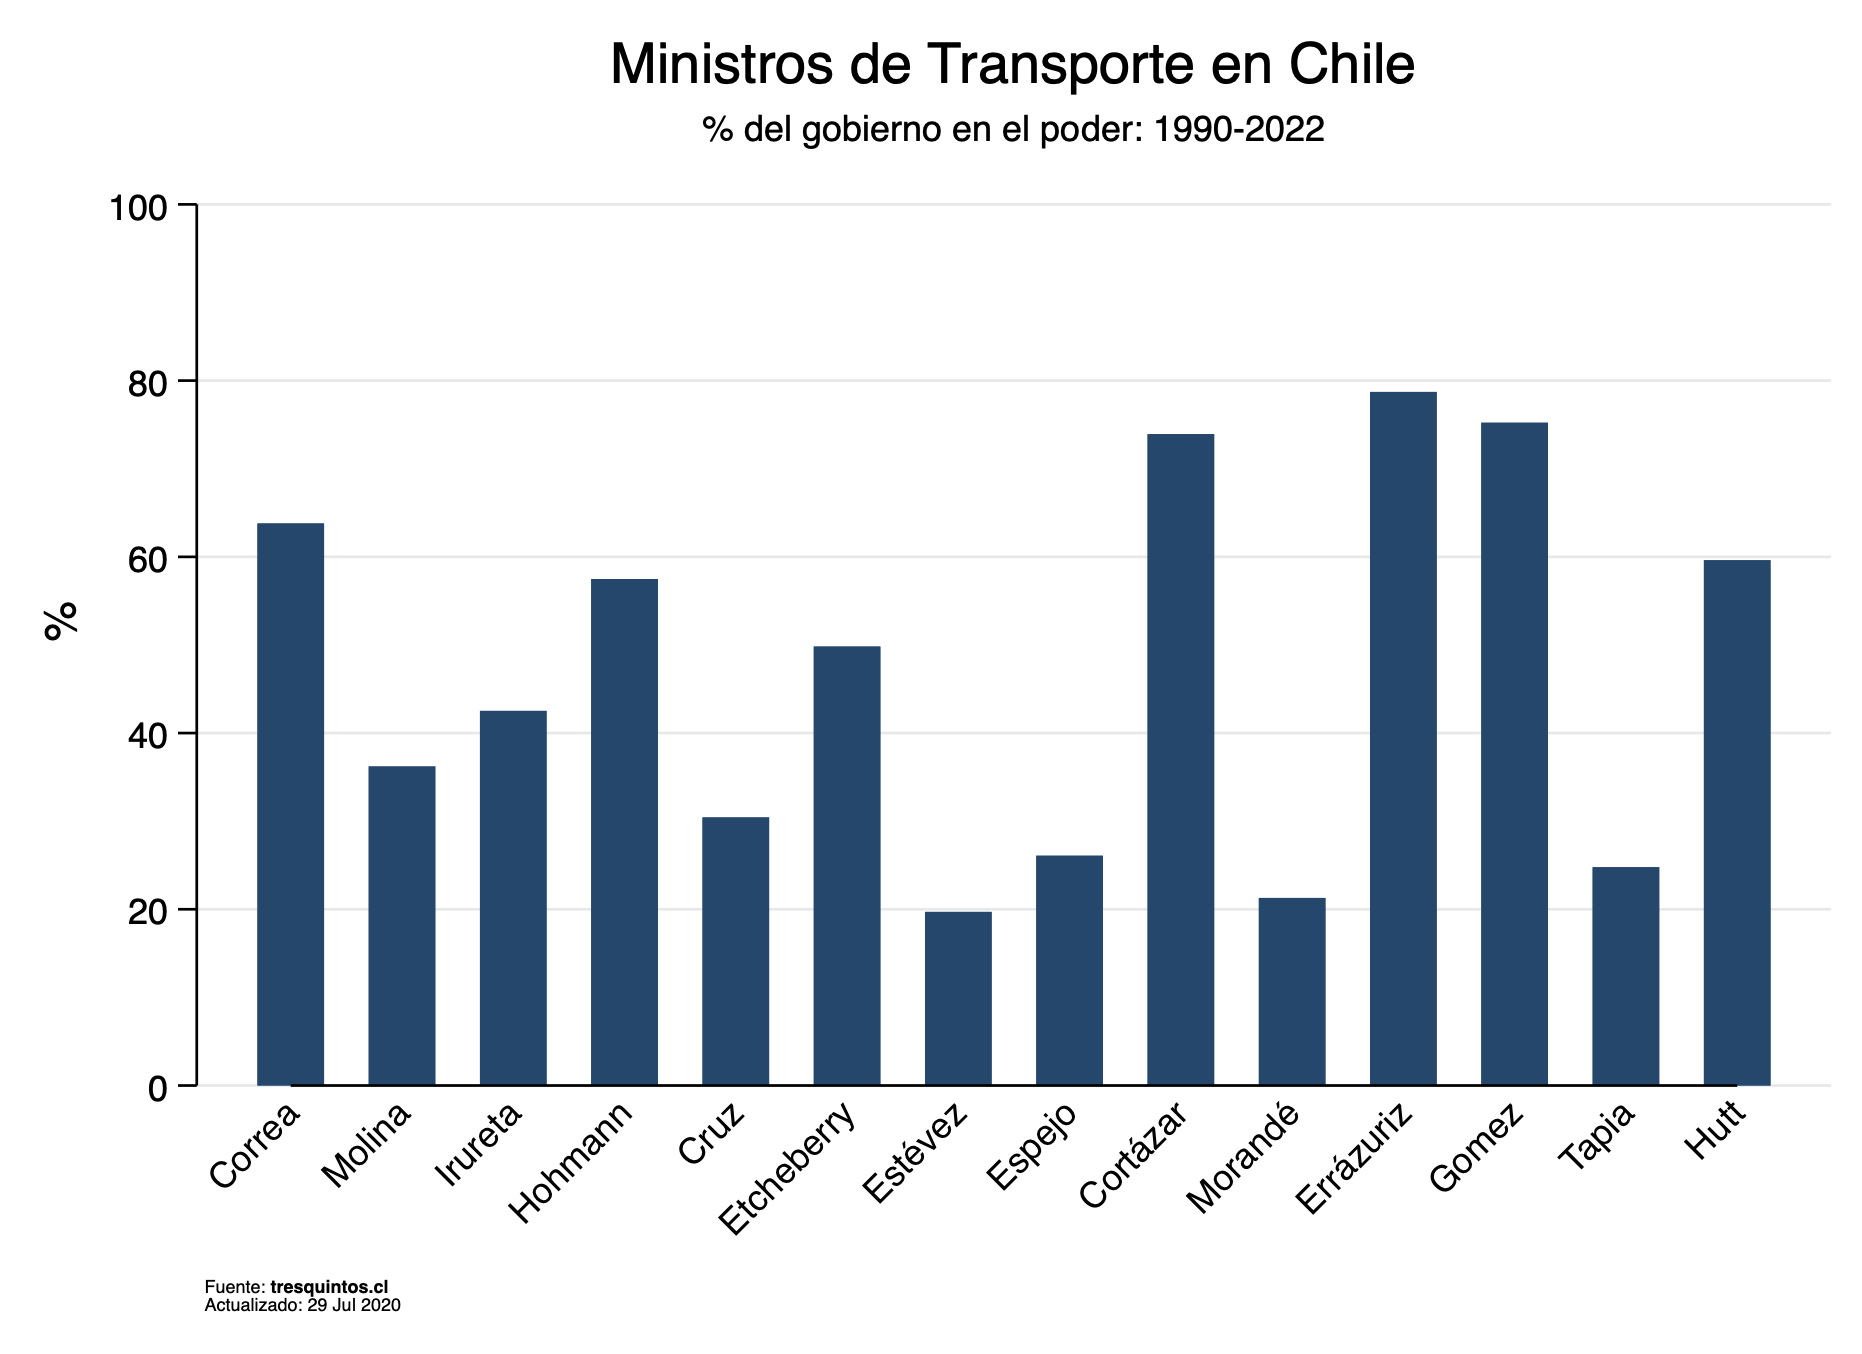 Ministros de Transporte en Chile
% del gobierno en el poder: 1990-2022
100
80
60
40
20
0
%
Correa
Molina
Irureta
Hohmann
Cruz
Etcheberry
Estévez
Espejo
Cortázar
Morandé
Errázuriz
Gomez
Tapia
Hutt
Fuente: tresquintos.cl
Actualizado: 29 Jul 2020